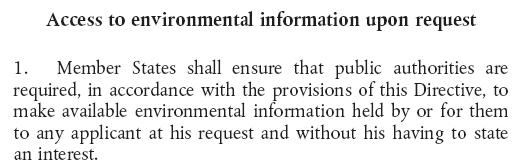 Access to environmental information upon request
1. Member States shall ensure that public authorities are
required, in accordance with the provisions of this Directive, to
make available environmental information held by or for them
to any applicant at his request and without his having to state
an interest.